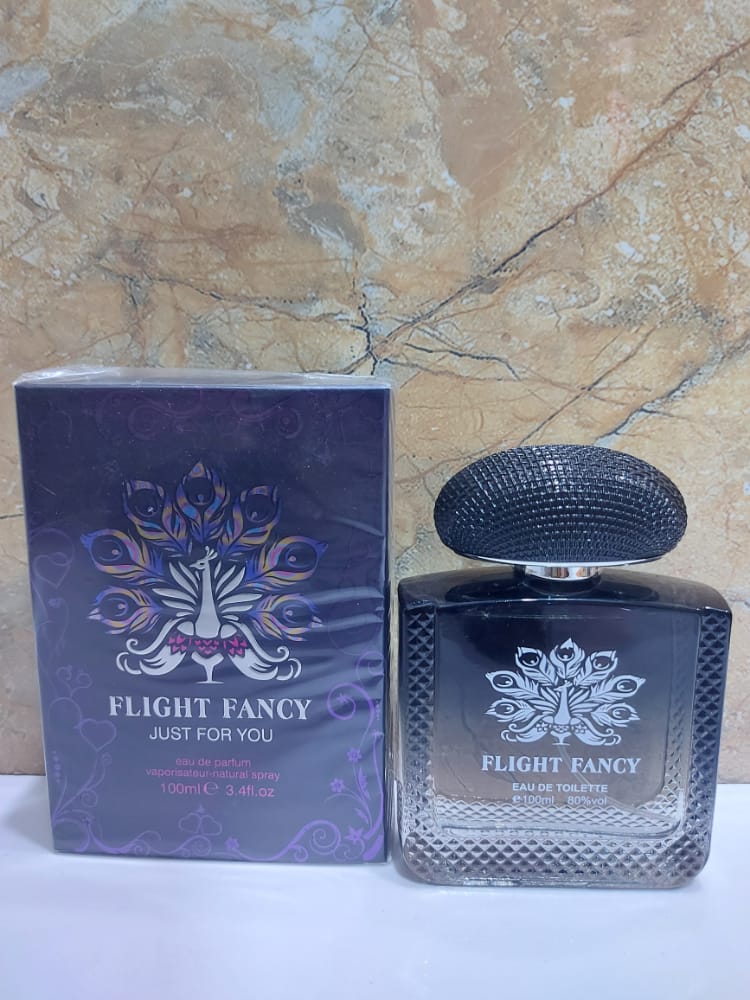 FLIGHT FANCY
JUST FOR YOU
eau de parfum
vaporisateur-natural spray
100ml ℮ 3.4fl.oz
FLIGHT FANCY
EAU DE TOILETTE
℮100ml 80%vol